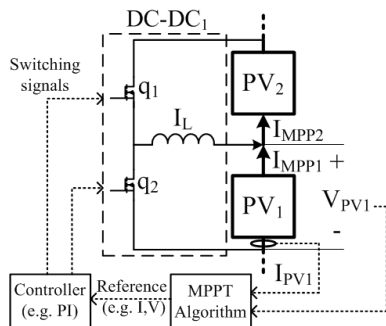 DC-DC1
Switching
signals
q1
q2
IL
PV2
IMPP2
IMPP1
+
PV1
VPV1
-
IPV1
Controller
(e.g. PI)
Reference
(e.g. I,V)
MPPT
Algorithm